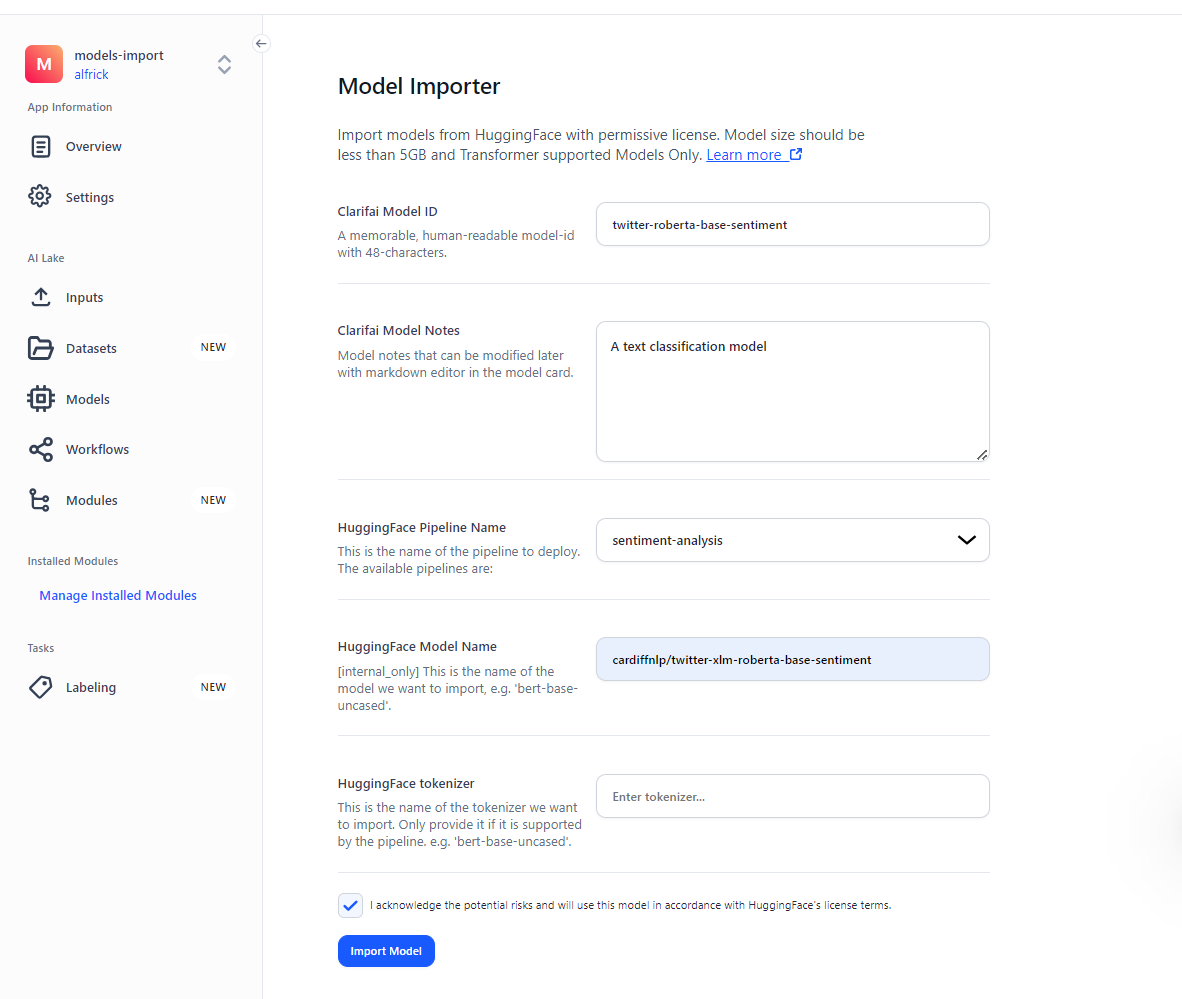 M
models-import
alfrick
App Information
Overview
Settings
AI Lake
Inputs
Datasets NEW
Models
Workflows
Modules NEW
Installed Modules
Manage Installed Modules
Tasks
Labeling NEW
Model Importer
Import models from HuggingFace with permissive license. Model size should be
less than 5GB and Transformer supported Models Only. Learn more
Clarifai Model ID
A memorable, human-readable model-id
with 48-characters.
twitter-roberta-base-sentiment
Clarifai Model Notes
Model notes that can be modified later
with markdown editor in the model card.
A text classification model
HuggingFace Pipeline Name
This is the name of the pipeline to deploy.
The available pipelines are:
sentiment-analysis
HuggingFace Model Name
[internal_only] This is the name of the
model we want to import, e.g. 'bert-base-
uncased'.
cardiffnlp/twitter-xlm-roberta-base-sentiment
HuggingFace tokenizer
This is the name of the tokenizer we want
to import. Only provide it if it is supported
by the pipeline. e.g. 'bert-base-uncased'.
Enter tokenizer...
I acknowledge the potential risks and will use this model in accordance with HuggingFace's license terms.
Import Model